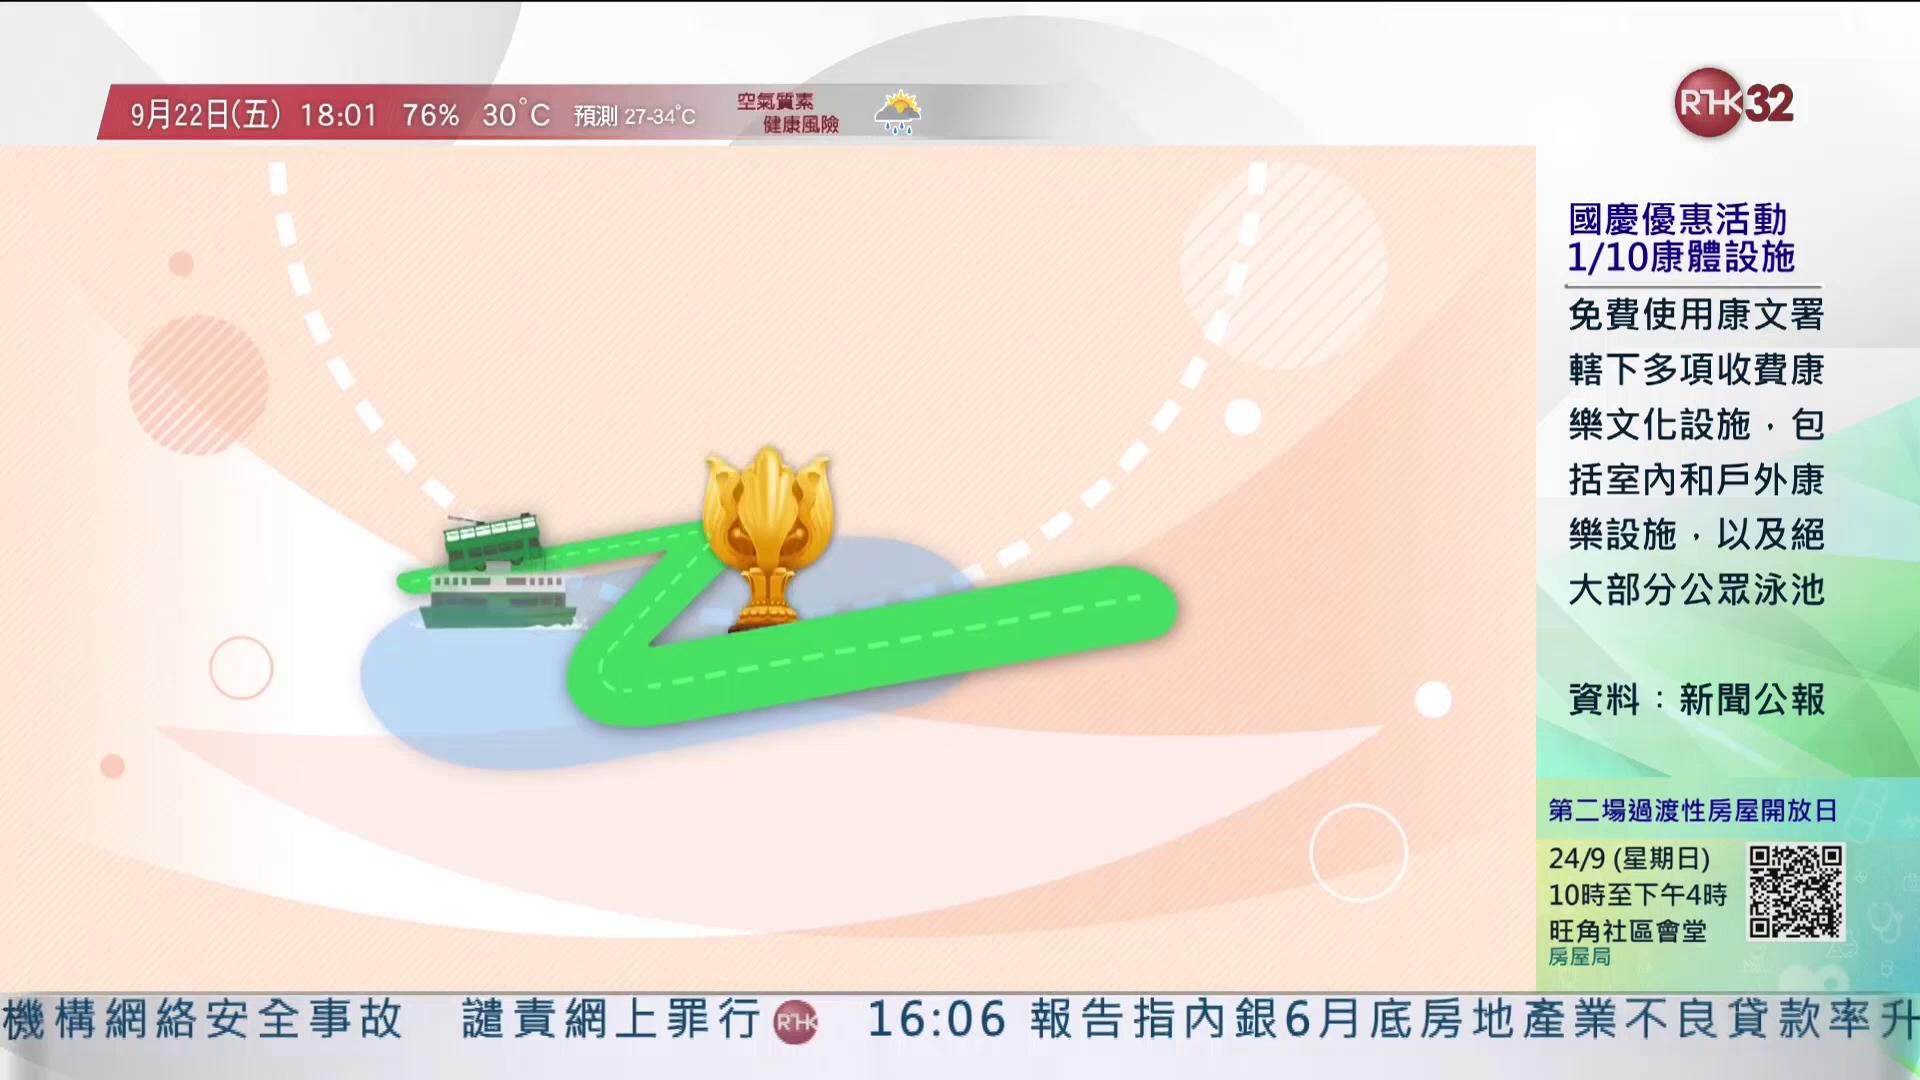 9月22日(五) 18:01 76% 30°C 預測 27-34°C
空氣質素
健康風險
RTHK 32
國慶優惠活動
1/10康體設施
免費使用康文署
轄下多項收費康
樂文化設施，包
括室內和戶外康
樂設施，以及絕
大部分公眾泳池
資料：新聞公報
第二場過渡性房屋開放日
24/9 (星期日)
10時至下午4時
旺角社區會堂
房屋局
機構網絡安全事故 譴責網上罪行 RTHK 16:06 報告指內銀6月底房地產業不良貸款率升